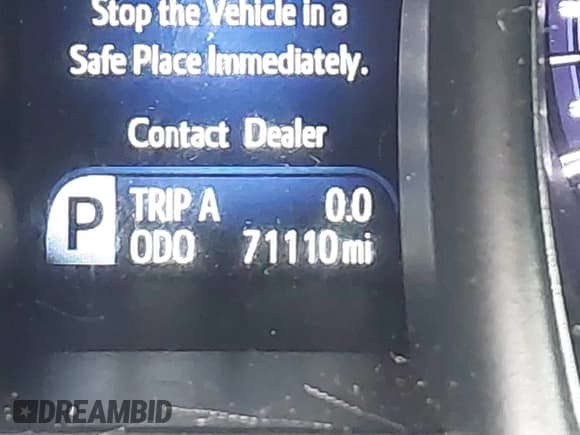 Stop the Vehicle in a
Safe Place Immediately.
Contact Dealer
P
TRIP A 0.0
ODO 71110 mi
DREAMBID